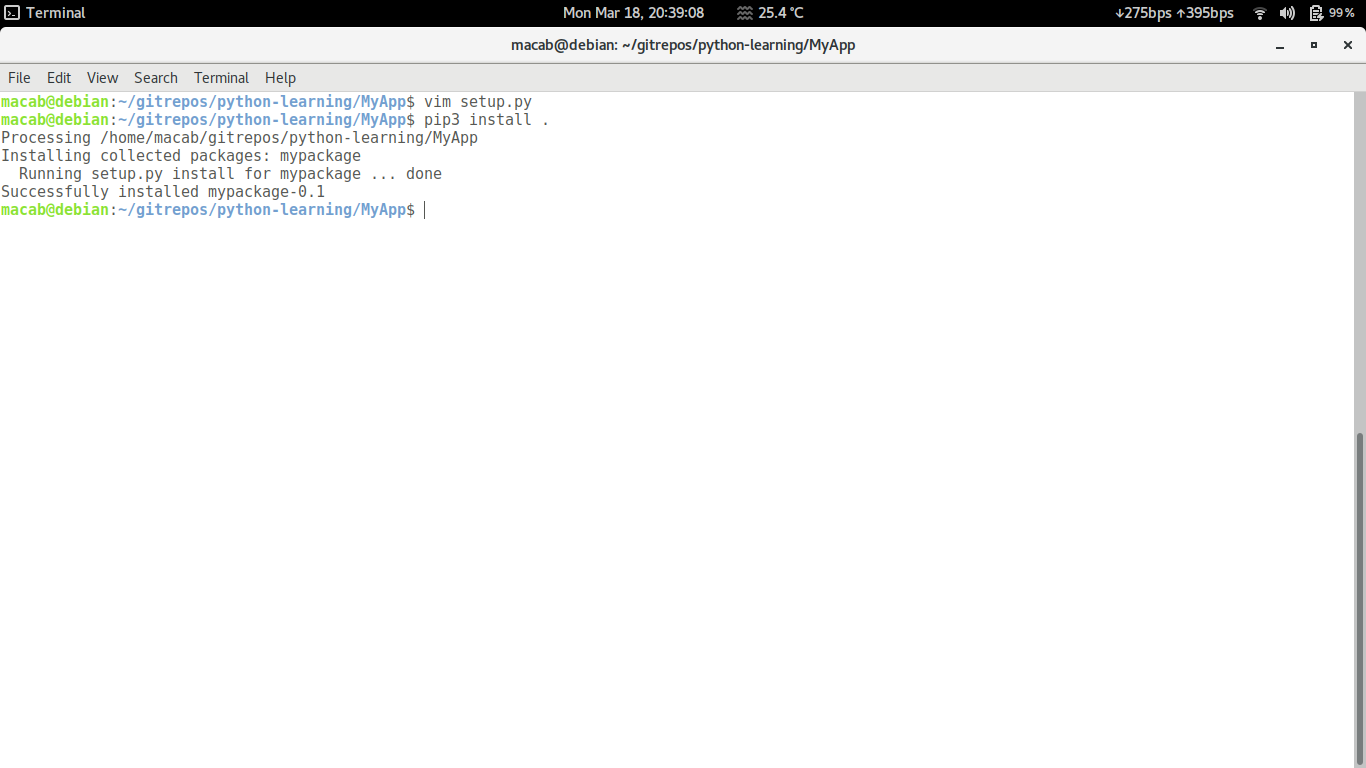 Terminal
Mon Mar 18, 20:39:08
25.4 °C
↓275bps ↑395bps
99%
macab@debian: ~/gitrepos/python-learning/MyApp
File Edit View Search Terminal Help
macab@debian:~/gitrepos/python-learning/MyApp$ vim setup.py
macab@debian:~/gitrepos/python-learning/MyApp$ pip3 install .
Processing /home/macab/gitrepos/python-learning/MyApp
Installing collected packages: mypackage
  Running setup.py install for mypackage ... done
Successfully installed mypackage-0.1
macab@debian:~/gitrepos/python-learning/MyApp$